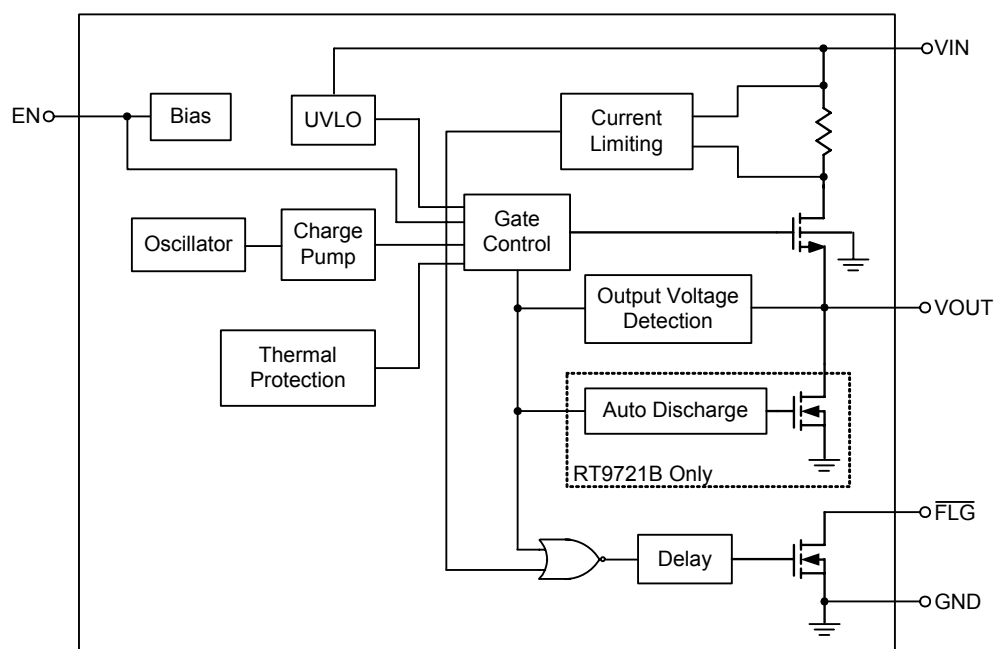 VIN
EN
Bias
UVLO
Current
Limiting
Oscillator
Charge
Pump
Gate
Control
Output Voltage
Detection
VOUT
Thermal
Protection
Auto Discharge
RT9721B Only
FLG
Delay
GND